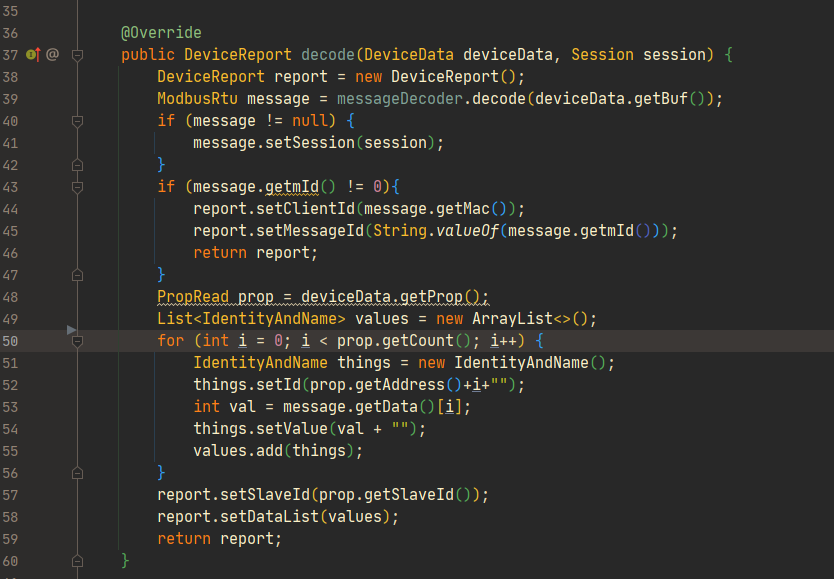 35
36 @Override
37 public DeviceReport decode(DeviceData deviceData, Session session) {
38 DeviceReport report = new DeviceReport();
39 ModbusRtu message = messageDecoder.decode(deviceData.getBuf());
40 if (message != null) {
41 message.setSession(session);
42 }
43 if (message.getmId() != 0){
44 report.setClientId(message.getMac());
45 report.setMessageId(String.valueOf(message.getmId()));
46 return report;
47 }
48 PropRead prop = deviceData.getProp();
49 List<IdentityAndName> values = new ArrayList<>();
50 for (int i = 0; i < prop.getCount(); i++) {
51 IdentityAndName things = new IdentityAndName();
52 things.setId(prop.getAddress()+i+"");
53 int val = message.getData()[i];
54 things.setValue(val + "");
55 values.add(things);
56 }
57 report.setSlaveId(prop.getSlaveId());
58 report.setDataList(values);
59 return report;
60 }